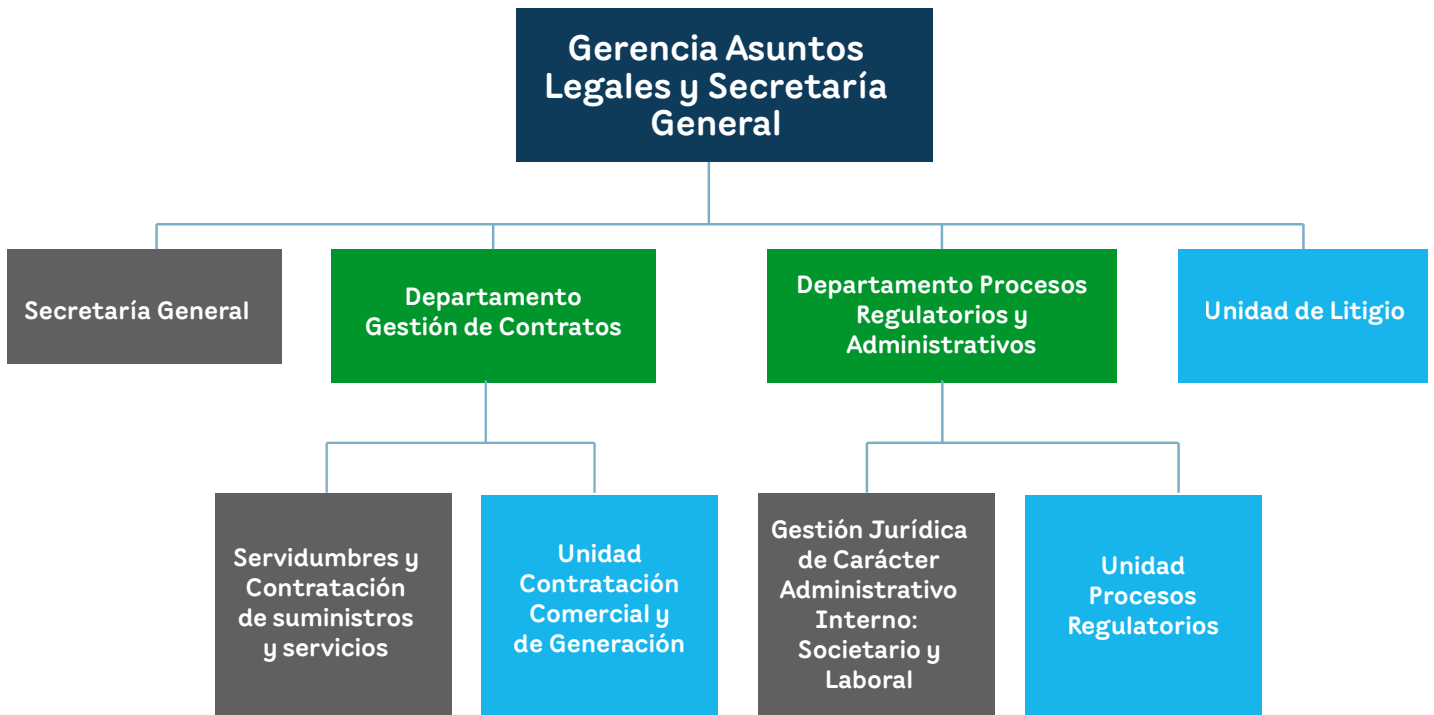 Gerencia Asuntos
Legales y Secretaría
General
Secretaría General
Departamento
Gestión de Contratos
Departamento Procesos
Regulatorios y
Administrativos
Unidad de Litigio
Servidumbres y
Contratación
de suministros
y servicios
Unidad
Contratación
Comercial y
de Generación
Gestión Jurídica
de Carácter
Administrativo
Interno:
Societario y
Laboral
Unidad
Procesos
Regulatorios